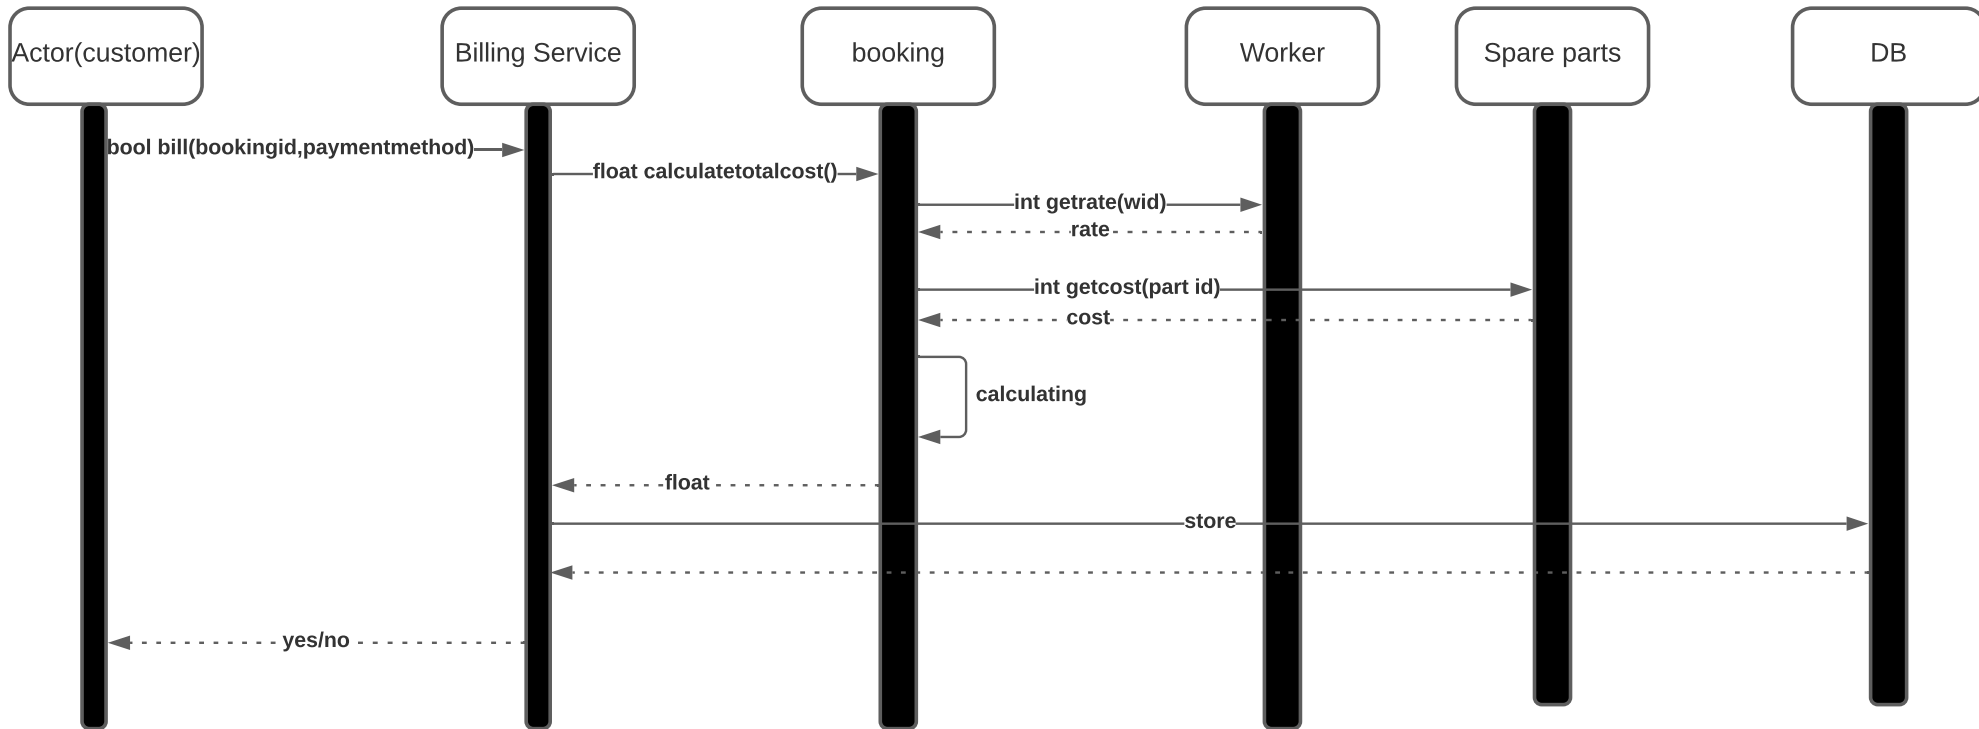 Actor(customer)
Billing Service
booking
Worker
Spare parts
DB
bool bill(bookingid,paymentmethod)
float calculatetotalcost()
int getrate(wid)
rate
int getcost(part id)
cost
calculating
float
store
yes/no